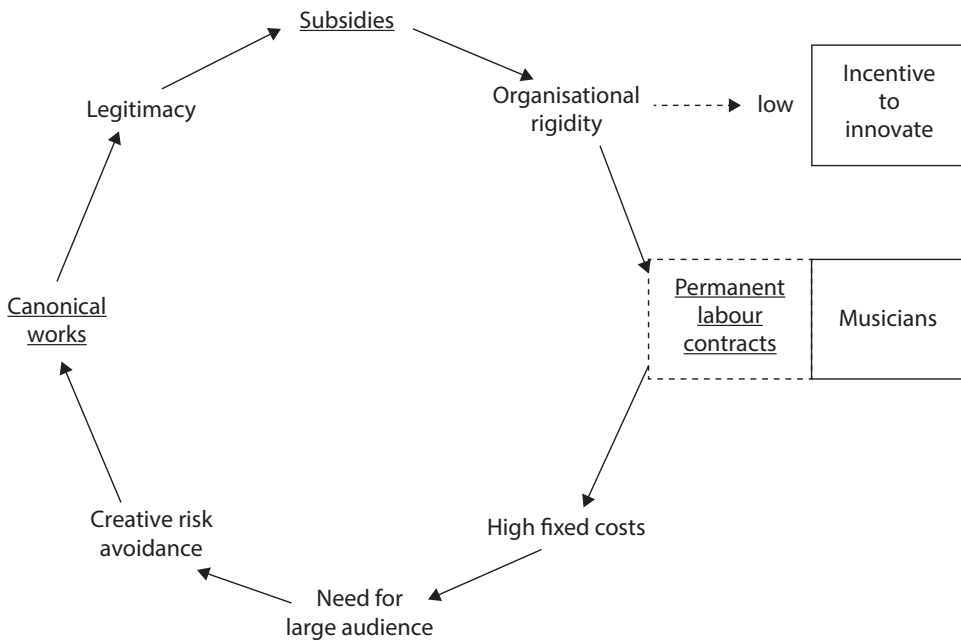 Subsidies
Organisational
rigidity
low
Incentive
to
innovate
Legitimacy
Permanent
labour
contracts
Musicians
Canonical
works
High fixed costs
Creative risk
avoidance
Need for
large audience